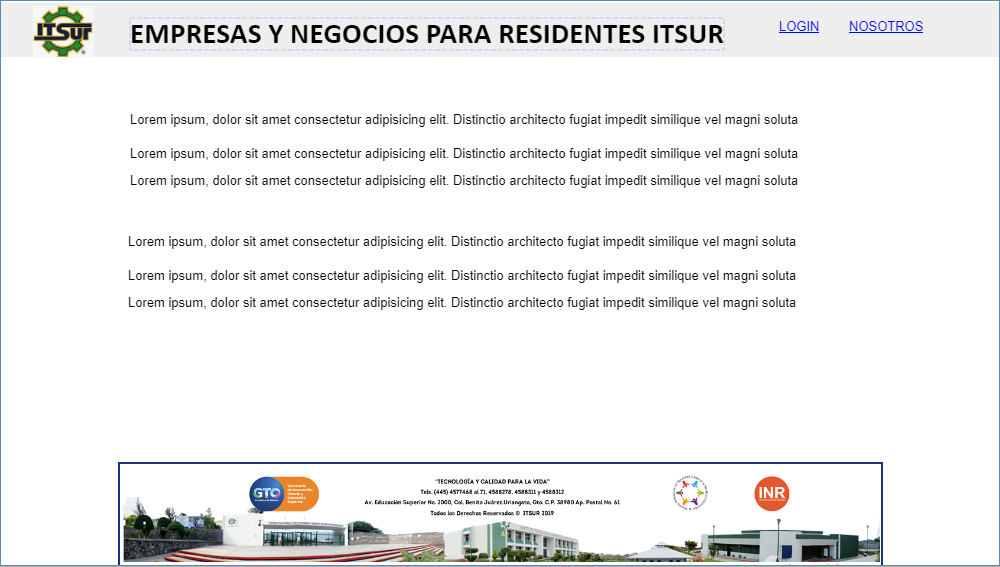 ITSur
EMPRESAS Y NEGOCIOS PARA RESIDENTES ITSUR
LOGIN
NOSOTROS
Lorem ipsum, dolor sit amet consectetur adipisicing elit. Distinctio architecto fugiat impedit similique vel magni soluta
Lorem ipsum, dolor sit amet consectetur adipisicing elit. Distinctio architecto fugiat impedit similique vel magni soluta
Lorem ipsum, dolor sit amet consectetur adipisicing elit. Distinctio architecto fugiat impedit similique vel magni soluta
Lorem ipsum, dolor sit amet consectetur adipisicing elit. Distinctio architecto fugiat impedit similique vel magni soluta
Lorem ipsum, dolor sit amet consectetur adipisicing elit. Distinctio architecto fugiat impedit similique vel magni soluta
Lorem ipsum, dolor sit amet consectetur adipisicing elit. Distinctio architecto fugiat impedit similique vel magni soluta
GTO
"TECNOLOGÍA Y CALIDAD PARA LA VIDA"
Tels. (445) 4577468 al 71, 4588278, 4588311 y 4588312
Av. Educación Superior No. 2000, Col. Benito Juárez.Uriangato, Gto. C.P. 38980 Ap. Postal No. 61
Todos los Derechos Reservados © ITSUR 2019
INR